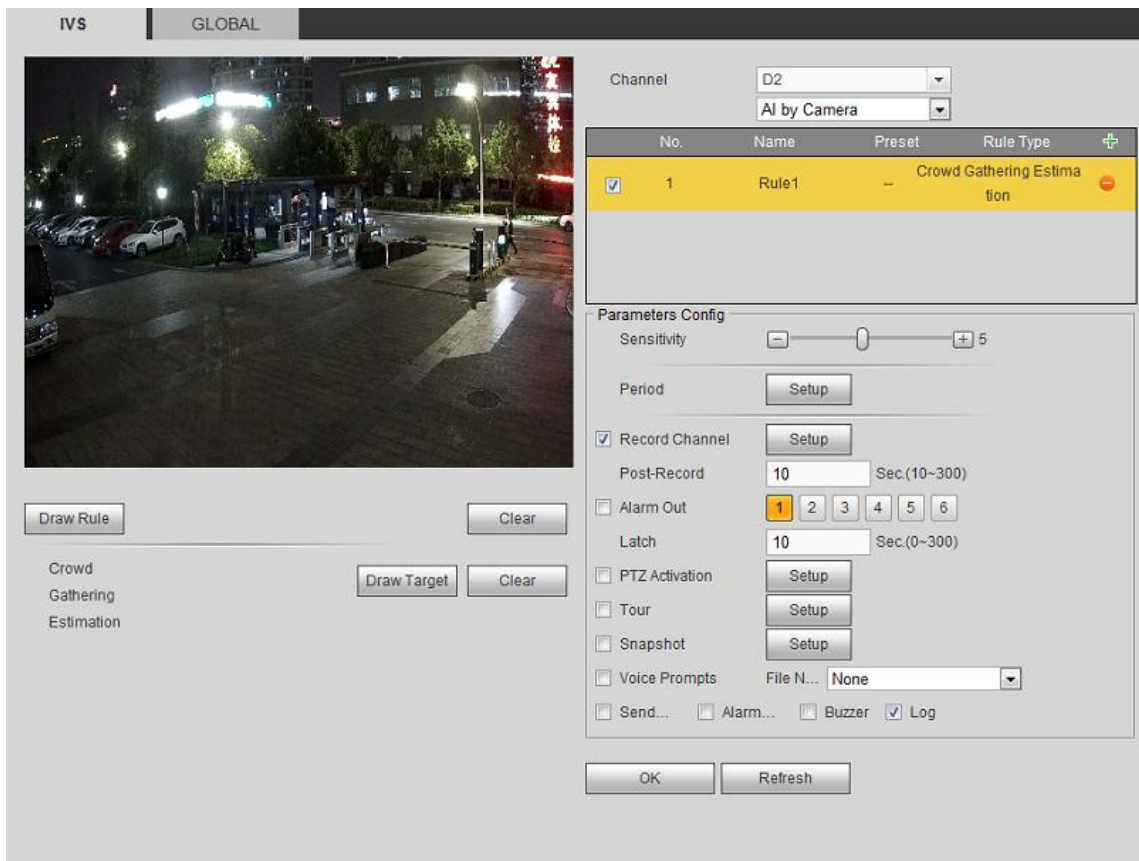 IVS GLOBAL
Channel D2
AI by Camera
No. Name Preset Rule Type
1 Rule1 -- Crowd Gathering Estima
tion
Parameters Config
Sensitivity 5
Period Setup
Record Channel Setup
Post-Record 10 Sec.(10~300)
Alarm Out 1 2 3 4 5 6
Latch 10 Sec.(0~300)
PTZ Activation Setup
Tour Setup
Snapshot Setup
Voice Prompts File N... None
Send... Alarm... Buzzer Log
OK Refresh
Draw Rule Clear
Crowd
Gathering
Estimation
Draw Target Clear